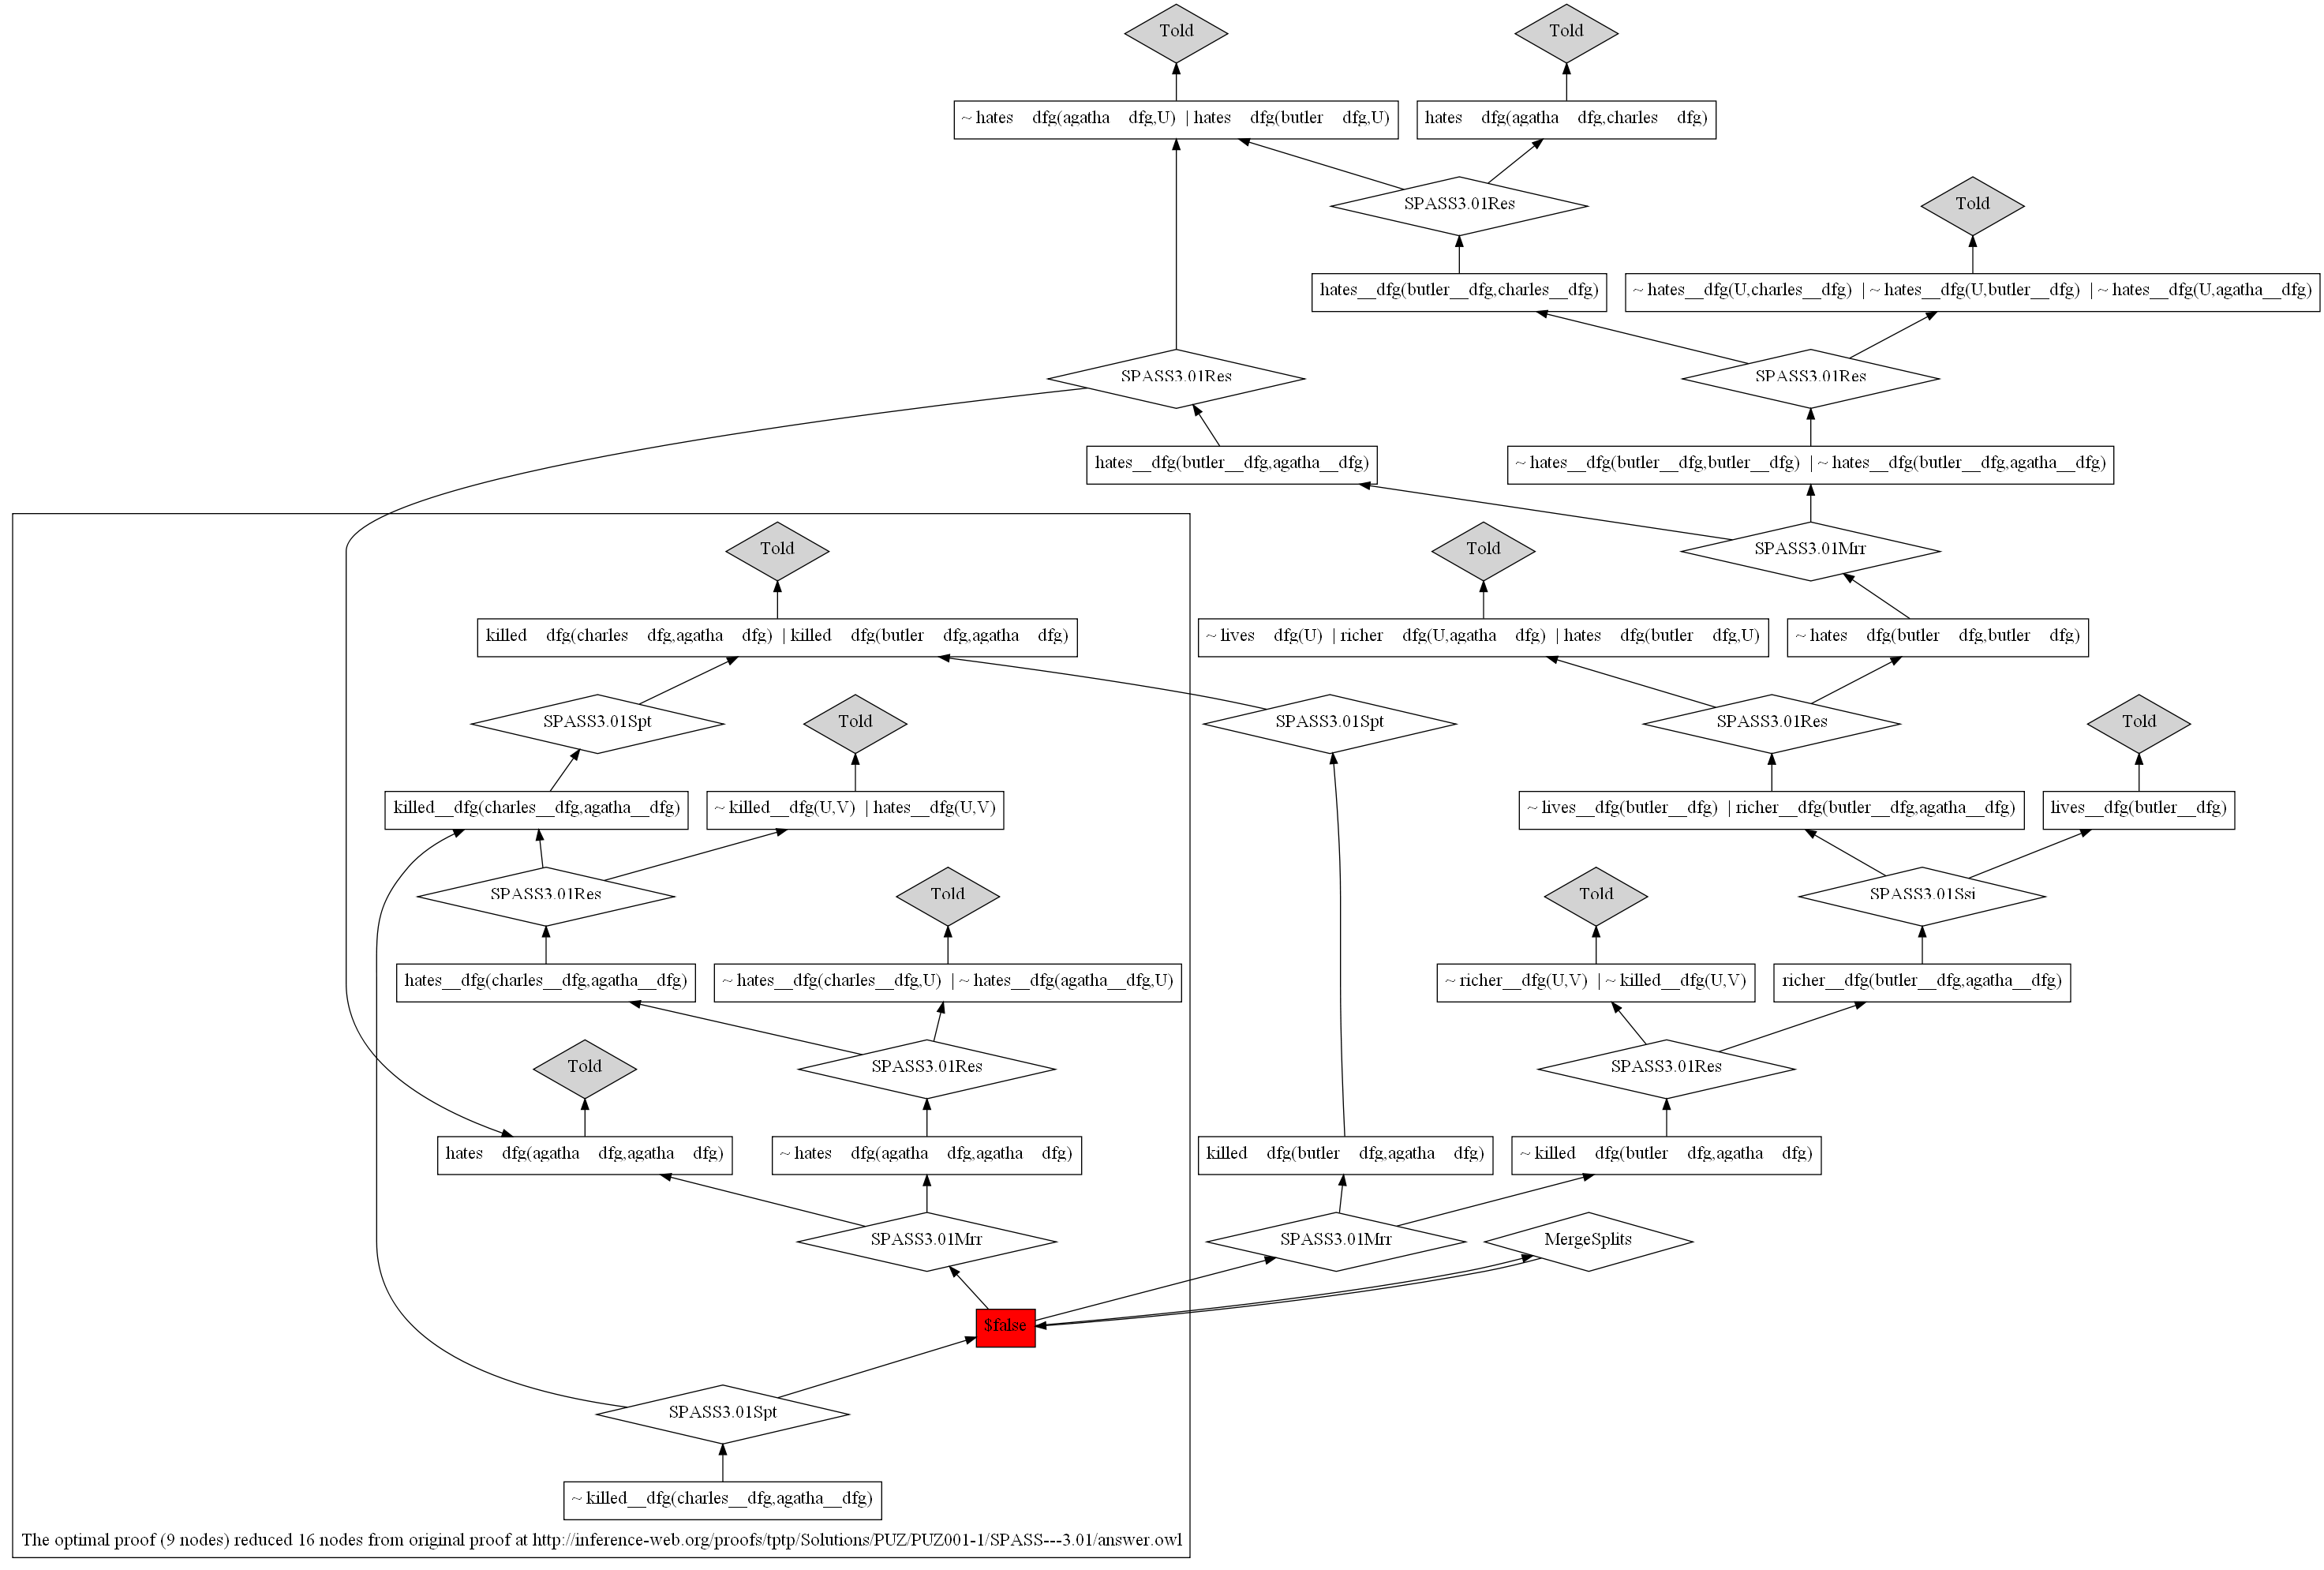 Told
Told
~ hates dfg(agatha dfg,U) | hates dfg(butler dfg,U)
hates dfg(agatha dfg,charles dfg)
SPASS3.01Res
Told
hates__dfg(butler__dfg,charles__dfg)
~ hates__dfg(U,charles__dfg) | ~ hates__dfg(U,butler__dfg) | ~ hates__dfg(U,agatha__dfg)
SPASS3.01Res
SPASS3.01Res
hates__dfg(butler__dfg,agatha__dfg)
~ hates__dfg(butler__dfg,butler__dfg) | ~ hates__dfg(butler__dfg,agatha__dfg)
Told
Told
SPASS3.01Mrr
killed dfg(charles dfg,agatha dfg) | killed dfg(butler dfg,agatha dfg)
~ lives dfg(U) | richer dfg(U,agatha dfg) | hates dfg(butler dfg,U)
~ hates dfg(butler dfg,butler dfg)
SPASS3.01Spt
Told
SPASS3.01Spt
SPASS3.01Res
Told
killed__dfg(charles__dfg,agatha__dfg)
~ killed__dfg(U,V) | hates__dfg(U,V)
~ lives__dfg(butler__dfg) | richer__dfg(butler__dfg,agatha__dfg)
lives__dfg(butler__dfg)
SPASS3.01Res
Told
Told
SPASS3.01Ssi
hates__dfg(charles__dfg,agatha__dfg)
~ hates__dfg(charles__dfg,U) | ~ hates__dfg(agatha__dfg,U)
~ richer__dfg(U,V) | ~ killed__dfg(U,V)
richer__dfg(butler__dfg,agatha__dfg)
Told
SPASS3.01Res
SPASS3.01Res
hates dfg(agatha dfg,agatha dfg)
~ hates dfg(agatha dfg,agatha dfg)
killed dfg(butler dfg,agatha dfg)
~ killed dfg(butler dfg,agatha dfg)
SPASS3.01Mrr
SPASS3.01Mrr
MergeSplits
$false
SPASS3.01Spt
~ killed__dfg(charles__dfg,agatha__dfg)
The optimal proof (9 nodes) reduced 16 nodes from original proof at http://inference-web.org/proofs/tptp/Solutions/PUZ/PUZ001-1/SPASS---3.01/answer.owl